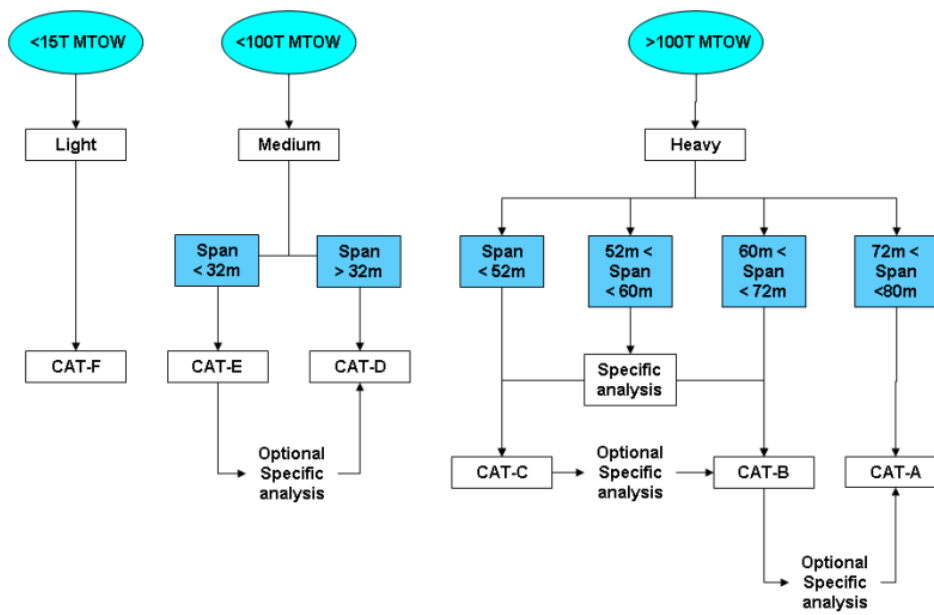 <15T MTOW
<100T MTOW
>100T MTOW
Light
Medium
Heavy
Span
< 32m
Span
> 32m
Span
< 52m
52m <
Span
< 60m
60m <
Span
< 72m
72m <
Span
<80m
CAT-F
CAT-E
CAT-D
Specific
analysis
Optional
Specific
analysis
CAT-C
Optional
Specific
analysis
CAT-B
CAT-A
Optional
Specific
analysis